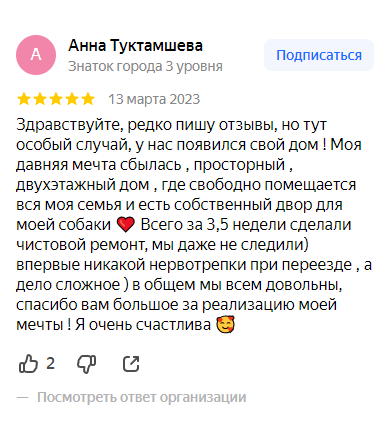 А
Анна Туктамшева
Знаток города 3 уровня
Подписаться
13 марта 2023
Здравствуйте, редко пишу отзывы, но тут
особый случай, у нас появился свой дом ! Моя
давняя мечта сбылась , просторный ,
двухэтажный дом , где свободно помещается
вся моя семья и есть собственный двор для
моей собаки ❤️ Всего за 3,5 недели сделали
чистовой ремонт, мы даже не следили)
впервые никакой нервотрепки при переезде , а
дело сложное ) в общем мы всем довольны,
спасибо вам большое за реализацию моей
мечты ! Я очень счастлива 🥰
2
— Посмотреть ответ организации